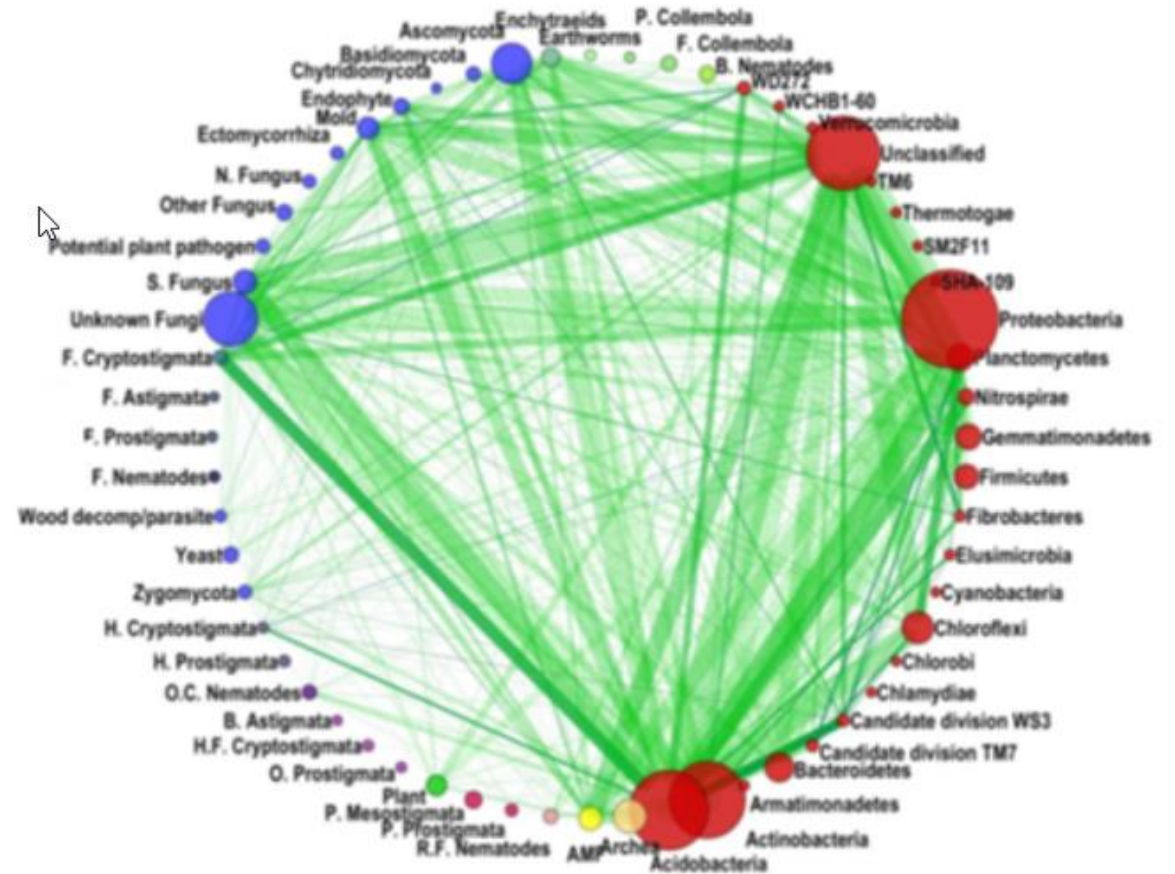 Enchytraeids
P. Collembola
Ascomycota
Earthworms
F. Collembola
Basidiomycota
B. Nematodes
Chytridiomycota
WD272
Endophyte
WCHB1-60
Mold
Verrucomicrobia
Ectomycorrhiza
Unclassified
N. Fungus
TM6
Other Fungus
Thermotogae
Potential plant pathogen
SM2F11
S. Fungus
SHA-109
Unknown Fungi
Proteobacteria
F. Cryptostigmata
Planctomycetes
F. Astigmata
Nitrospirae
F. Prostigmata
Gemmatimonadetes
F. Nematodes
Firmicutes
Wood decomp/parasite
Fibrobacteres
Yeast
Elusimicrobia
Zygomycota
Cyanobacteria
H. Cryptostigmata
Chloroflexi
H. Prostigmata
Chlorobi
O.C. Nematodes
Chlamydiae
B. Astigmata
Candidate division WS3
H.F. Cryptostigmata
Candidate division TM7
O. Prostigmata
Bacteroidetes
Plant
Armatimonadetes
P. Mesostigmata
P. Prostigmata
Actinobacteria
R.F. Nematodes
AMF
Archea
Acidobacteria